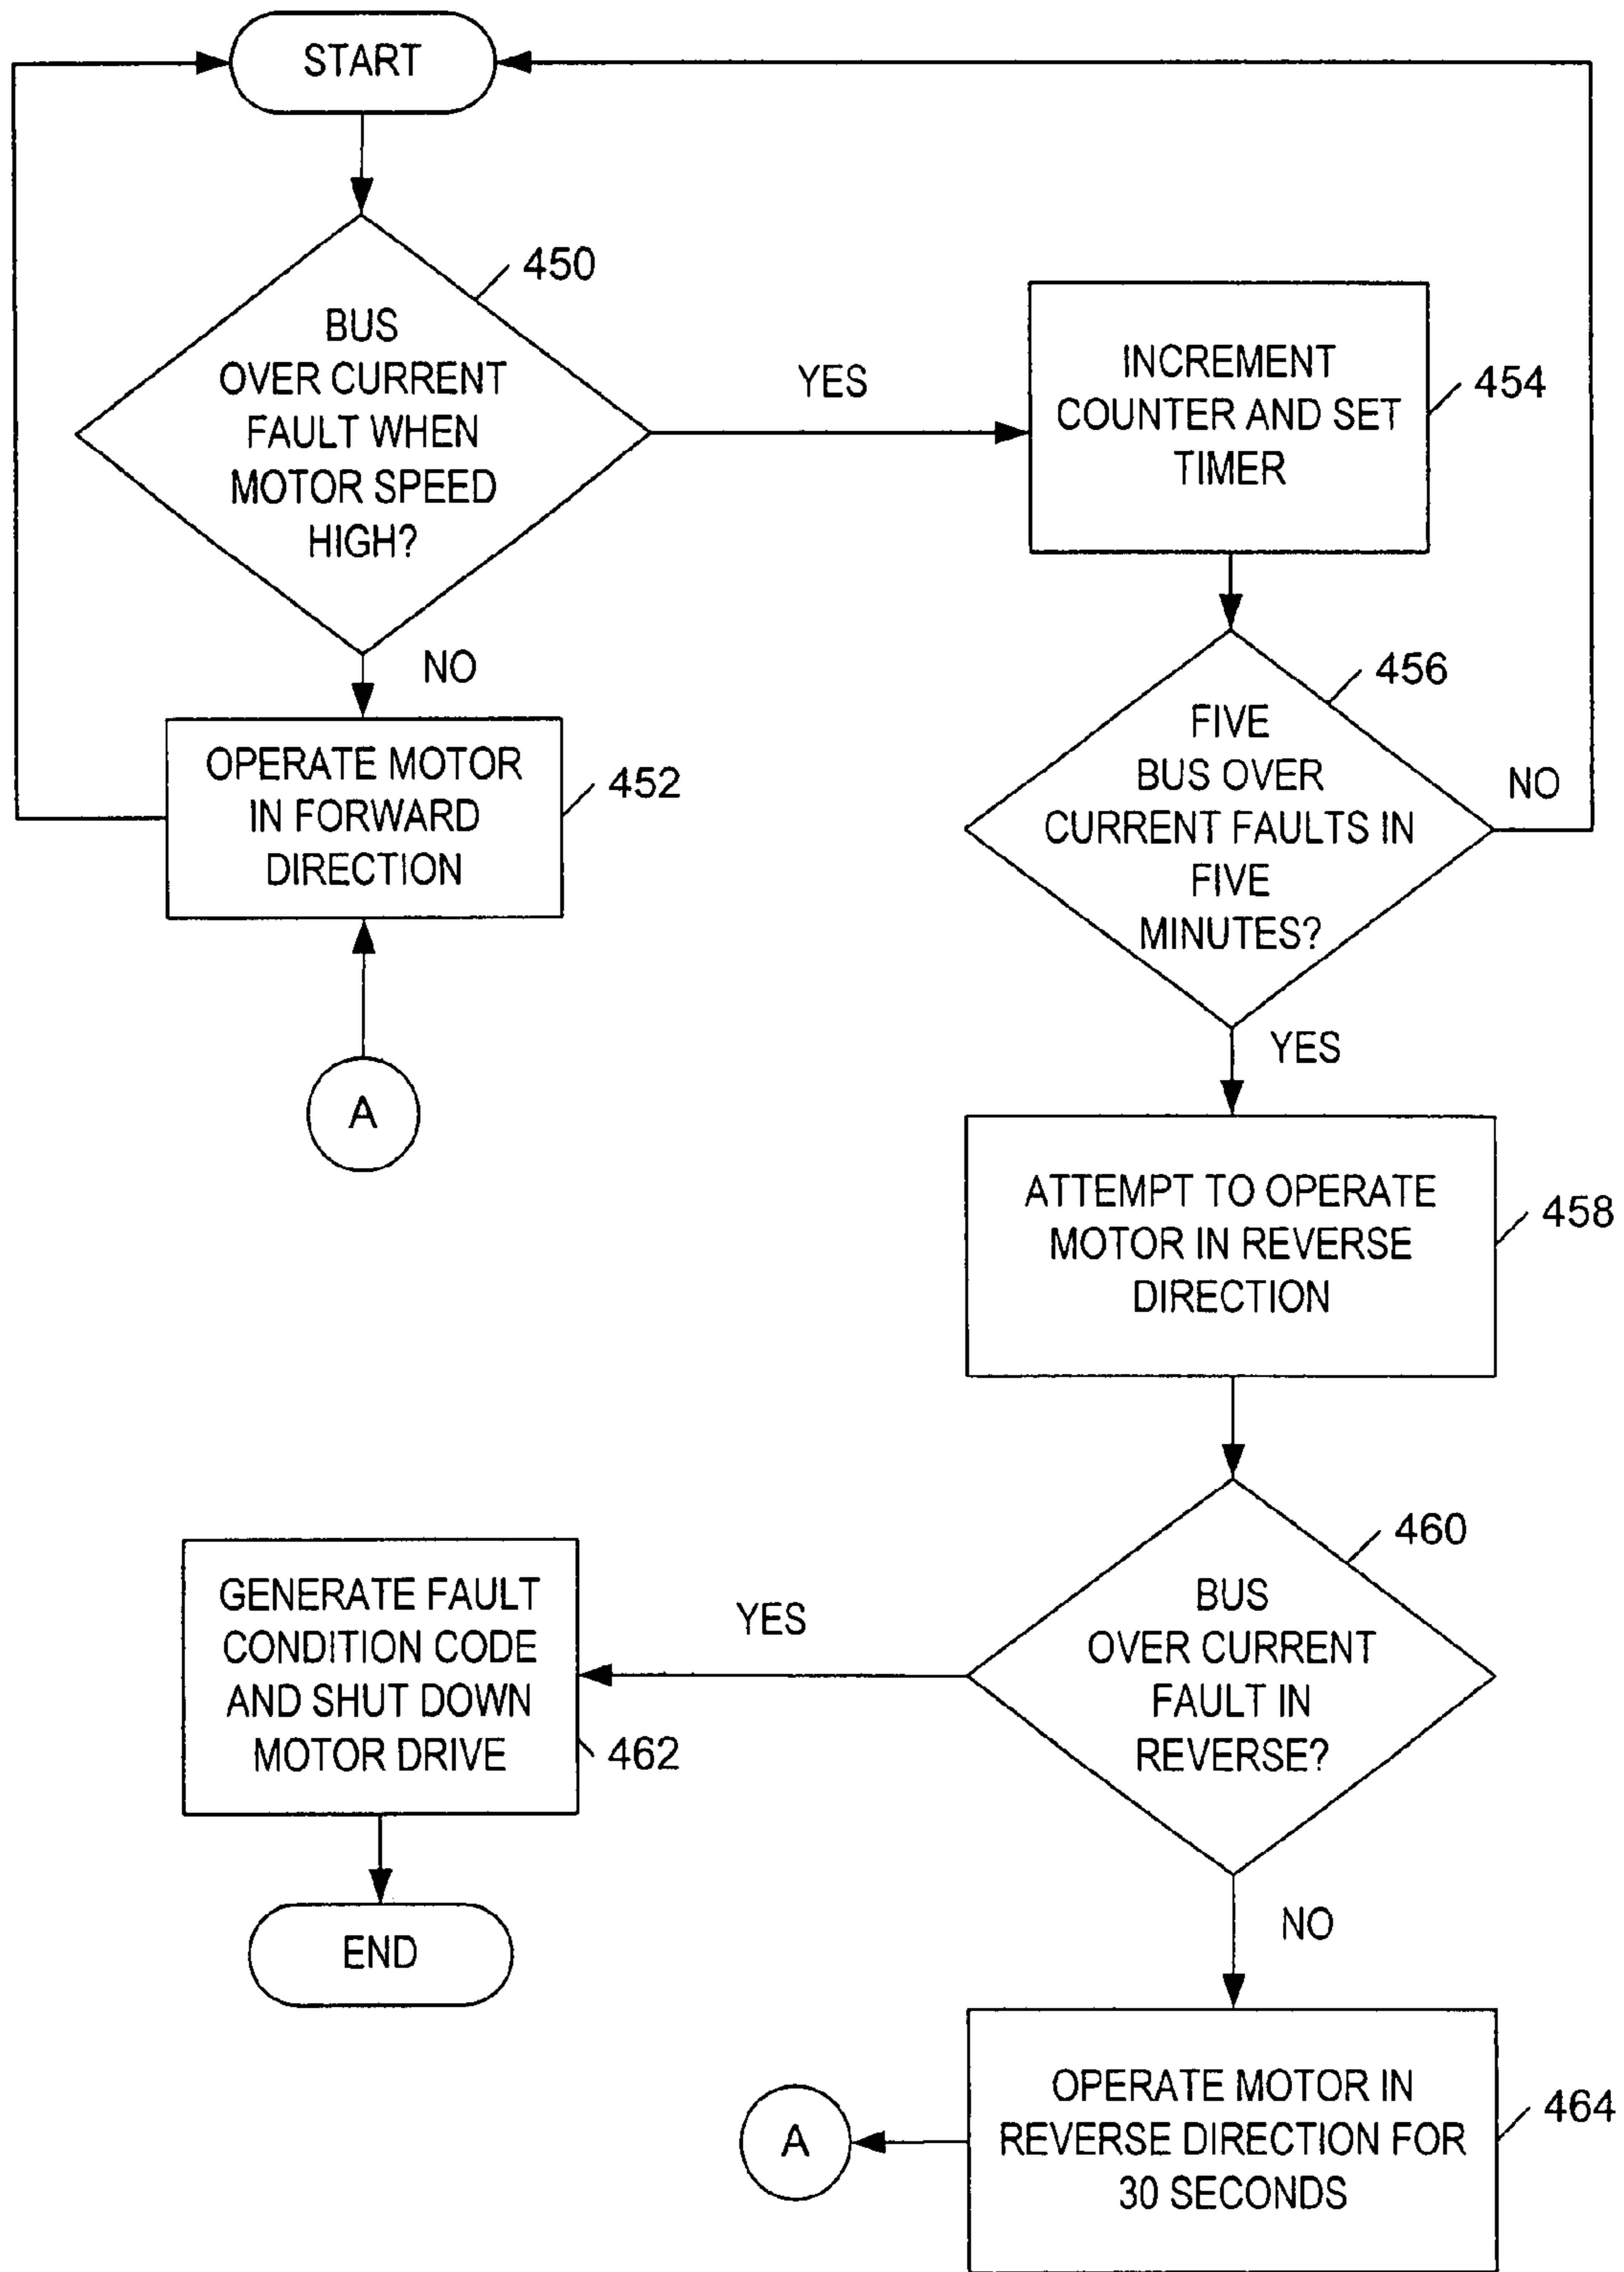 START
450
BUS
OVER CURRENT
FAULT WHEN
MOTOR SPEED
HIGH?
YES
INCREMENT
COUNTER AND SET
TIMER
454
NO
OPERATE MOTOR
IN FORWARD
DIRECTION
452
A
456
FIVE
BUS OVER
CURRENT FAULTS IN
FIVE
MINUTES?
NO
YES
ATTEMPT TO OPERATE
MOTOR IN REVERSE
DIRECTION
458
460
BUS
OVER CURRENT
FAULT IN
REVERSE?
YES
GENERATE FAULT
CONDITION CODE
AND SHUT DOWN
MOTOR DRIVE
462
END
NO
OPERATE MOTOR IN
REVERSE DIRECTION FOR
30 SECONDS
464
A